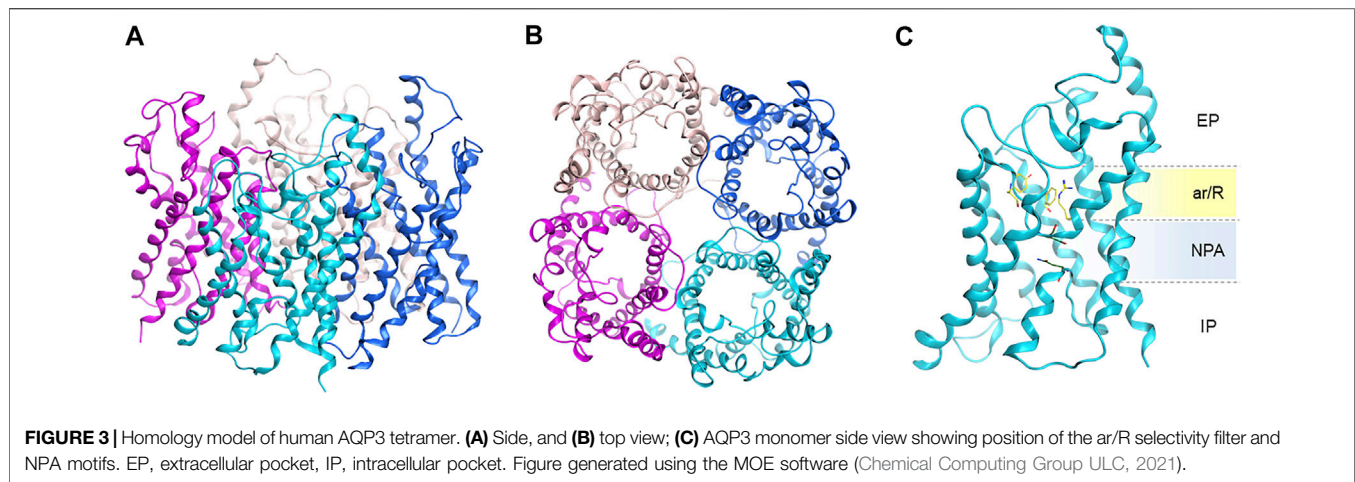 A
B
C
EP
ar/R
NPA
IP
FIGURE 3 | Homology model of human AQP3 tetramer. (A) Side, and (B) top view; (C) AQP3 monomer side view showing position of the ar/R selectivity filter and
NPA motifs. EP, extracellular pocket, IP, intracellular pocket. Figure generated using the MOE software (Chemical Computing Group ULC, 2021).